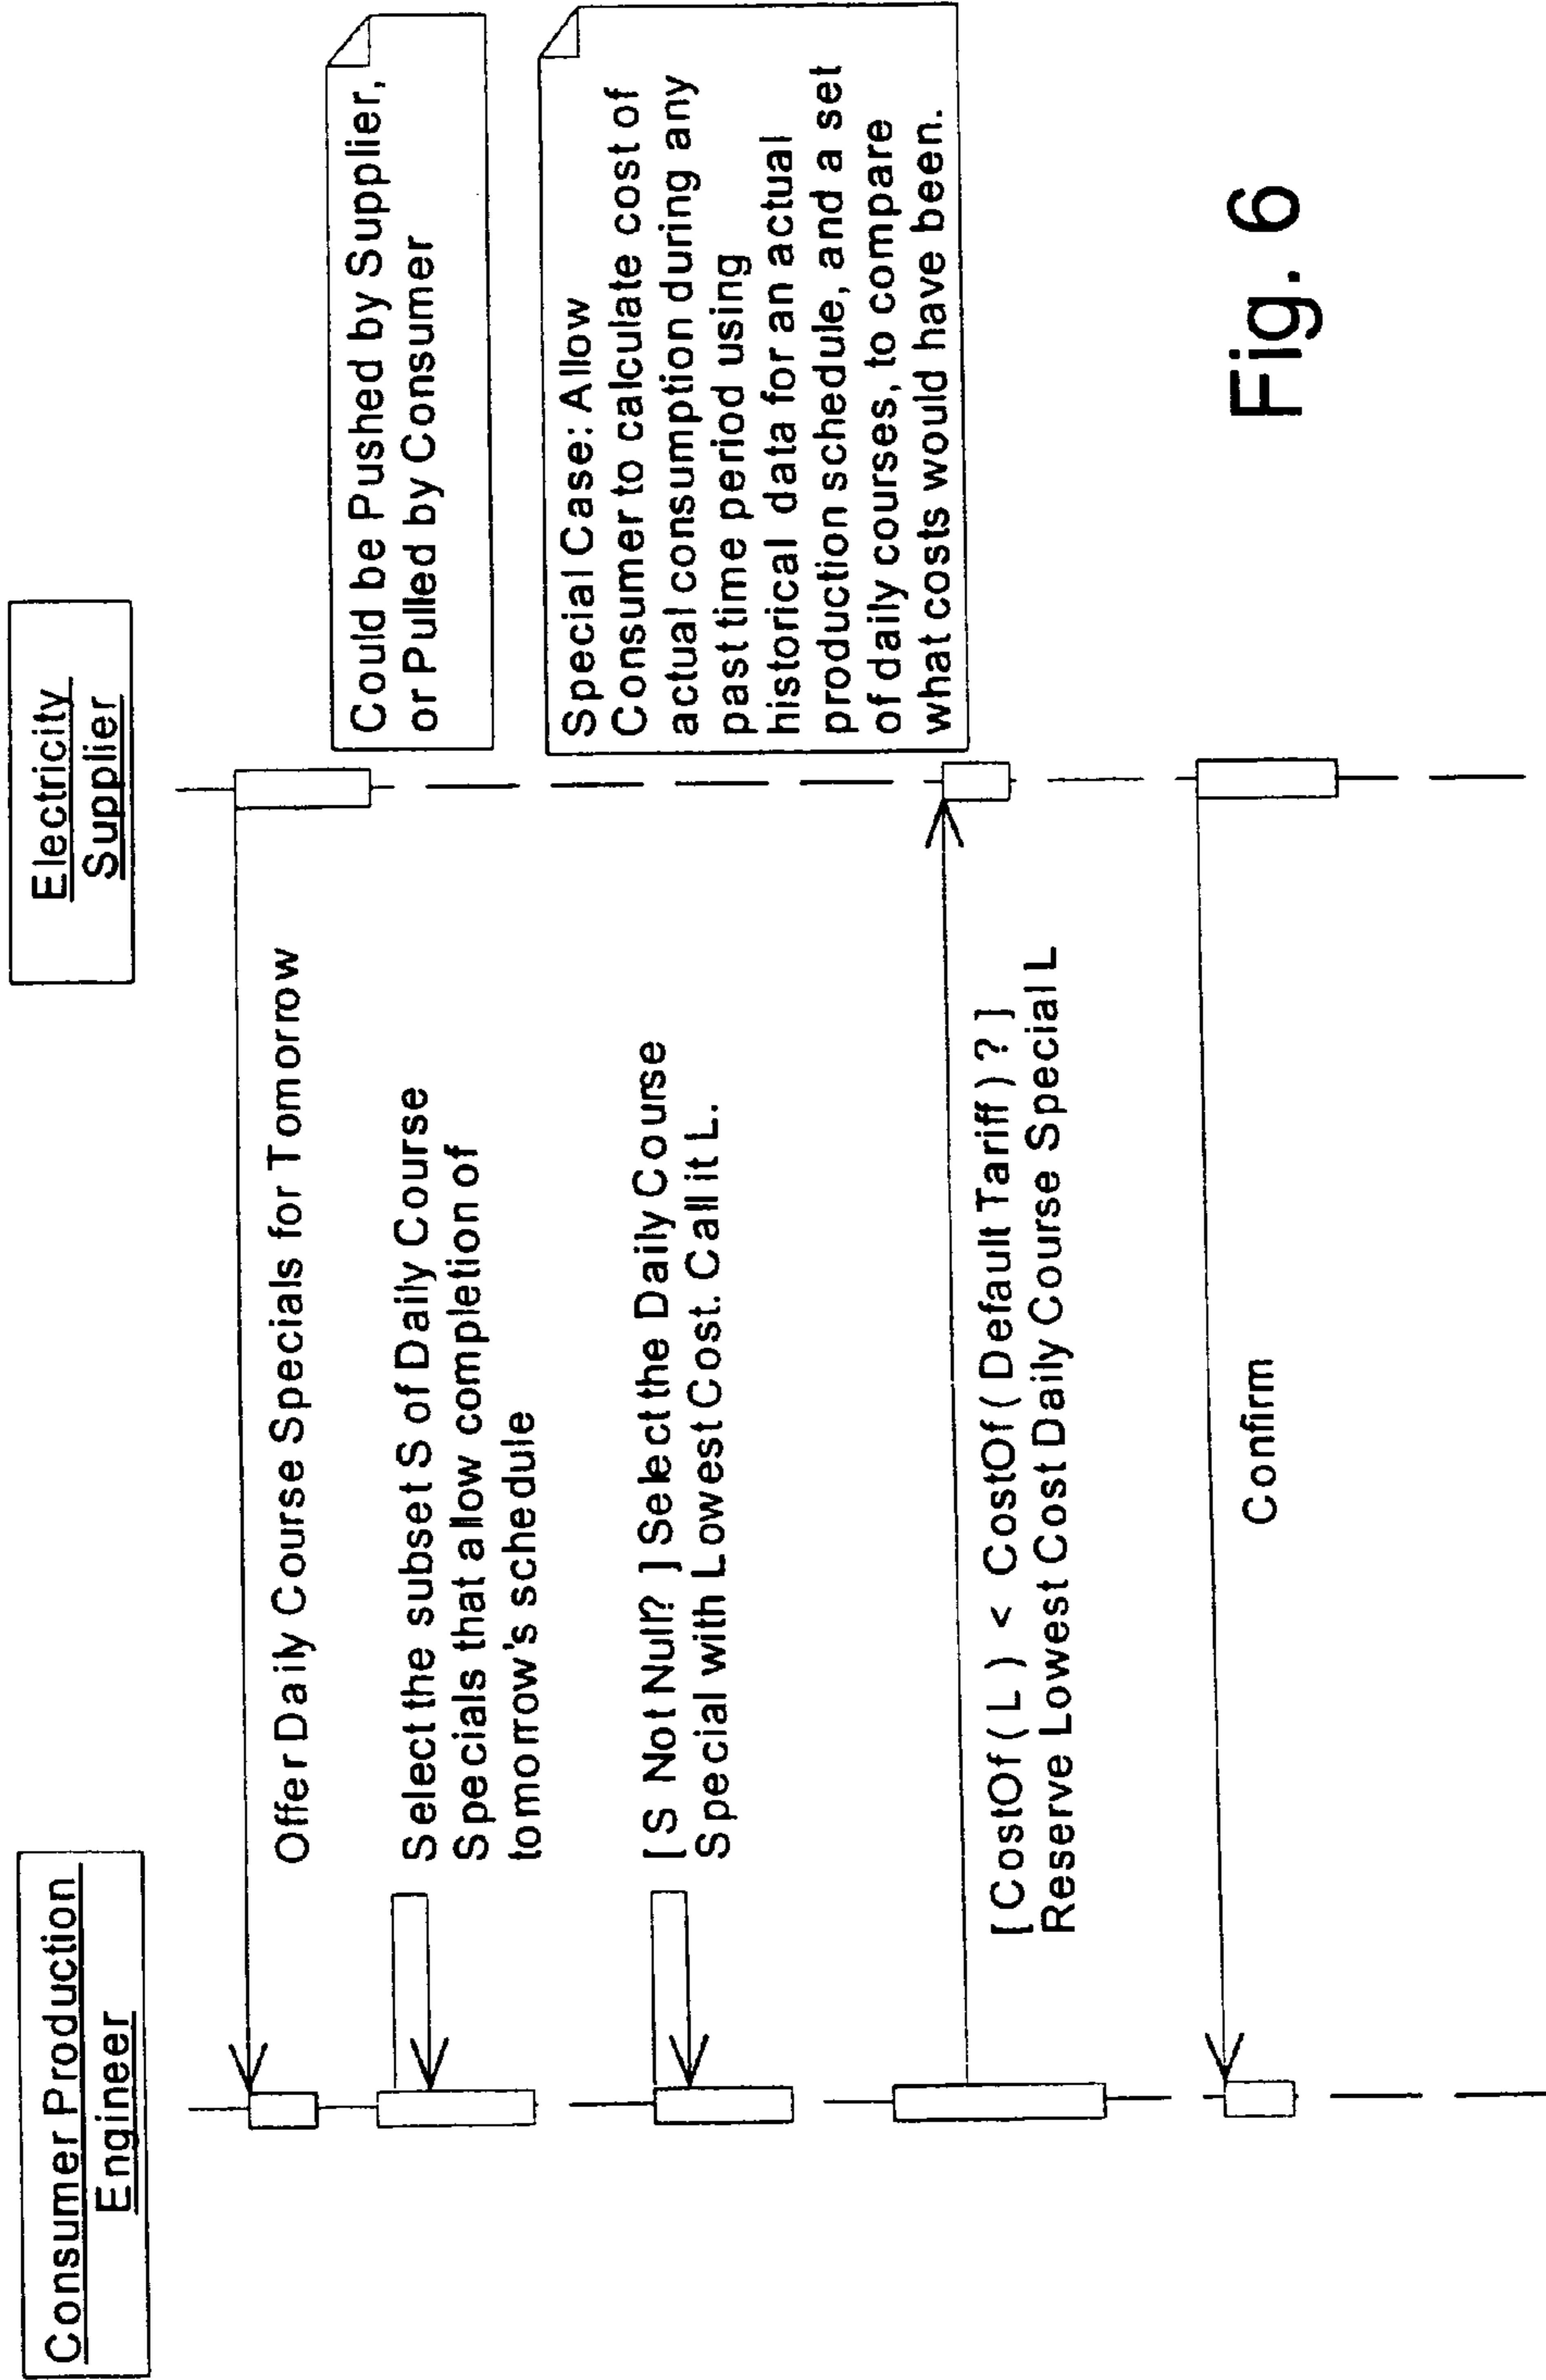 Consumer Production
Engineer
Electricity
Supplier
Offer Daily Course Specials for Tomorrow
Could be Pushed by Supplier,
or Pulled by Consumer
Select the subset S of Daily Course
Specials that allow completion of
tomorrow's schedule
Special Case: Allow
Consumer to calculate cost of
actual consumption during any
past time period using
historical data for an actual
production schedule, and a set
of daily courses, to compare
what costs would have been.
[ S Not Null? ] Select the Daily Course
Special with Lowest Cost. Call it L.
[ CostOf ( L ) < CostOf ( Default Tariff ) ? ]
Reserve Lowest Cost Daily Course Special L
Confirm
Fig. 6